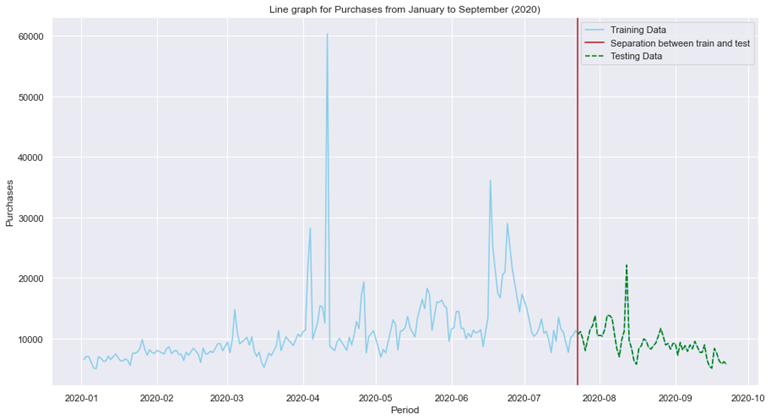 Line graph for Purchases from January to September (2020)
Training Data
Separation between train and test
Testing Data
60000
50000
40000
30000
20000
10000
Purchases
2020-01
2020-02
2020-03
2020-04
2020-05
2020-06
2020-07
2020-08
2020-09
2020-10
Period